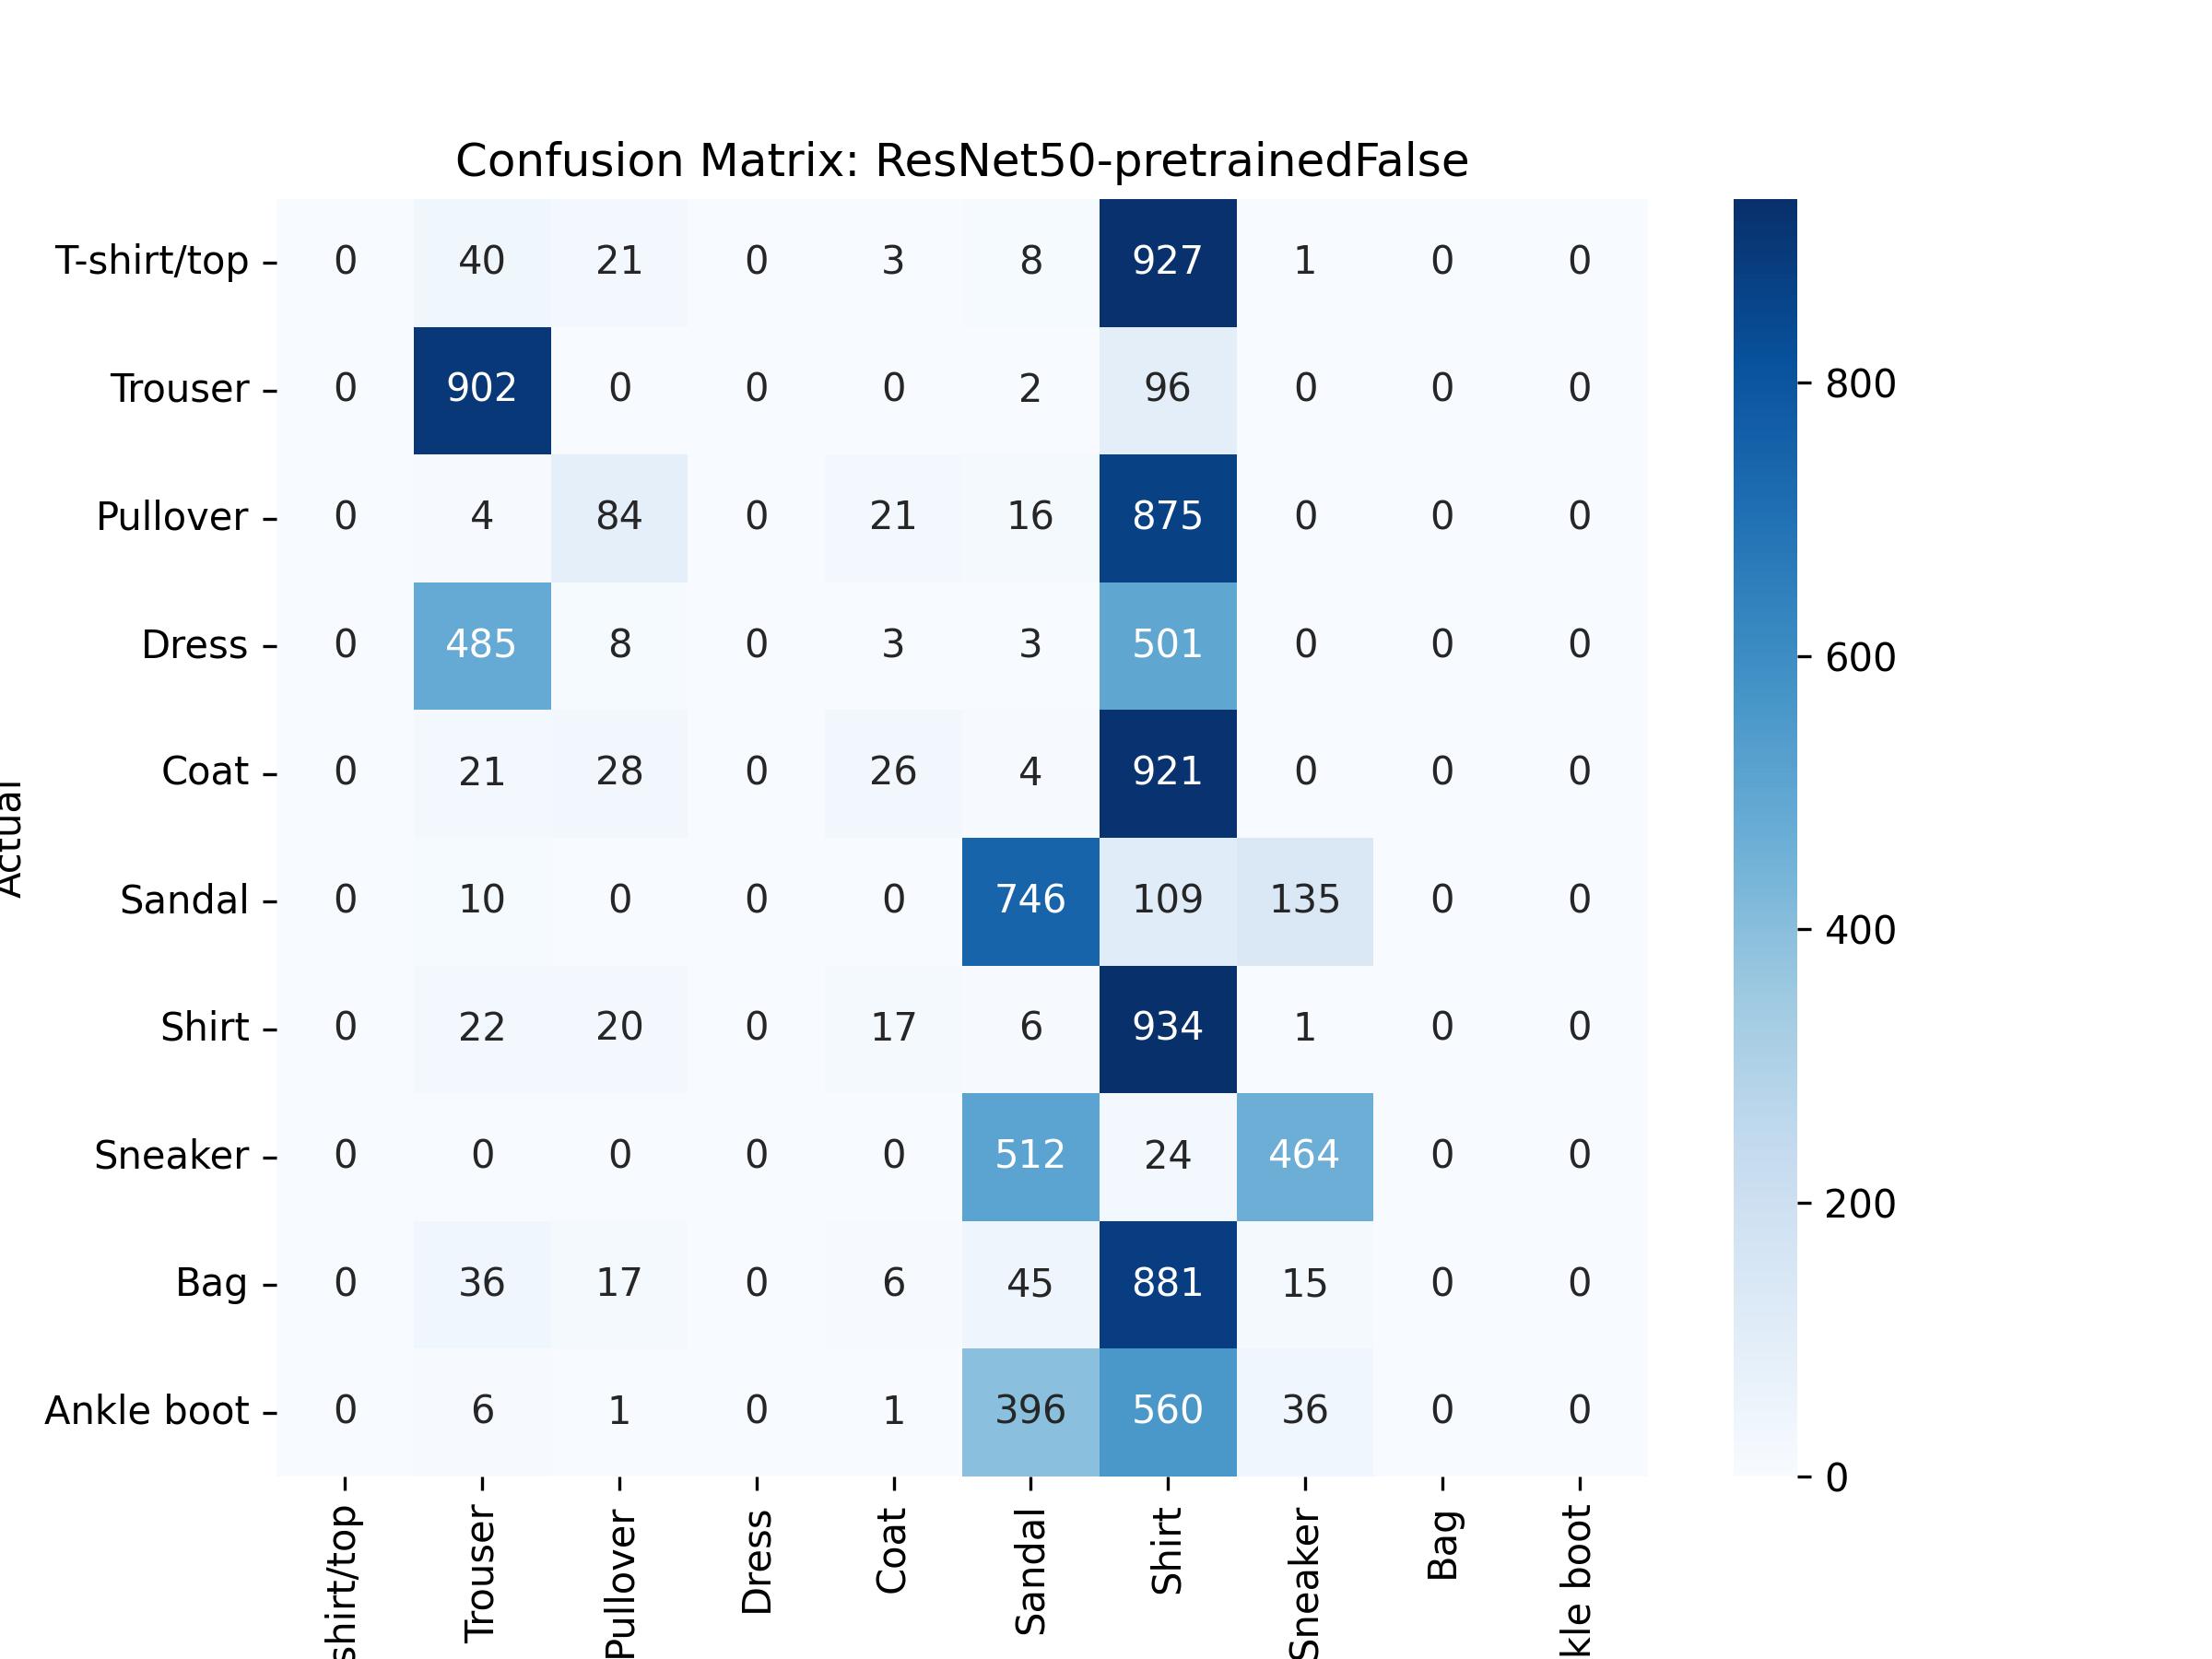 Confusion Matrix: ResNet50-pretrainedFalse
T-shirt/top 0 40 21 0 3 8 927 1 0 0
Trouser 0 902 0 0 0 2 96 0 0 0
Pullover 0 4 84 0 21 16 875 0 0 0
Dress 0 485 8 0 3 3 501 0 0 0
Coat 0 21 28 0 26 4 921 0 0 0
Sandal 0 10 0 0 0 746 109 135 0 0
Shirt 0 22 20 0 17 6 934 1 0 0
Sneaker 0 0 0 0 0 512 24 464 0 0
Bag 0 36 17 0 6 45 881 15 0 0
Ankle boot 0 6 1 0 1 396 560 36 0 0
shirt/top Trouser Pullover Dress Coat Sandal Shirt Sneaker Bag kle boot
Actual
800
600
400
200
0